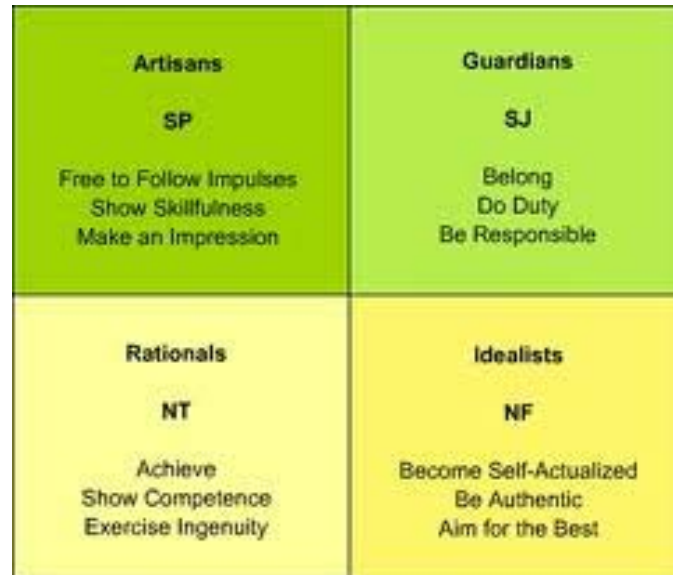 Artisans
SP
Free to Follow Impulses
Show Skillfulness
Make an Impression
Guardians
SJ
Belong
Do Duty
Be Responsible
Rationals
NT
Achieve
Show Competence
Exercise Ingenuity
Idealists
NF
Become Self-Actualized
Be Authentic
Aim for the Best